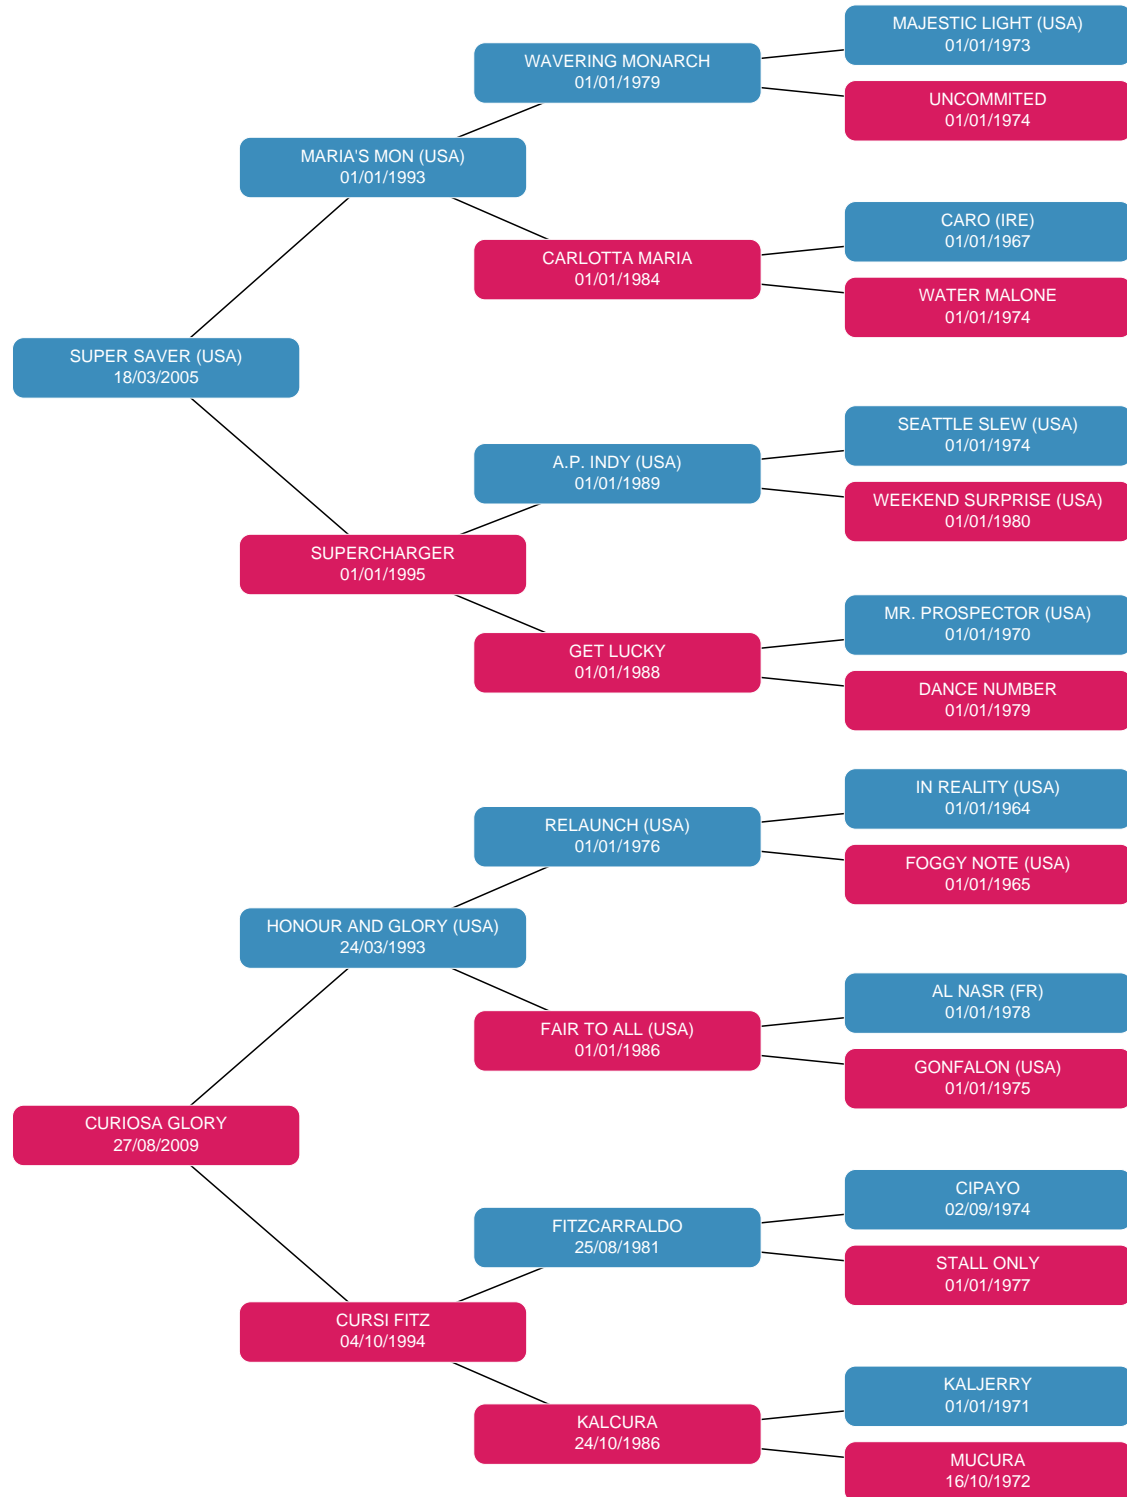 MAJESTIC LIGHT (USA)
01/01/1973
WAVERING MONARCH
01/01/1979
UNCOMMITED
01/01/1974
MARIA'S MON (USA)
01/01/1993
CARO (IRE)
01/01/1967
CARLOTTA MARIA
01/01/1984
WATER MALONE
01/01/1974
SUPER SAVER (USA)
18/03/2005
SEATTLE SLEW (USA)
01/01/1974
A.P. INDY (USA)
01/01/1989
WEEKEND SURPRISE (USA)
01/01/1980
SUPERCHARGER
01/01/1995
MR. PROSPECTOR (USA)
01/01/1970
GET LUCKY
01/01/1988
DANCE NUMBER
01/01/1979
IN REALITY (USA)
01/01/1964
RELAUNCH (USA)
01/01/1976
FOGGY NOTE (USA)
01/01/1965
HONOUR AND GLORY (USA)
24/03/1993
AL NASR (FR)
01/01/1978
FAIR TO ALL (USA)
01/01/1986
GONFALON (USA)
01/01/1975
CURIOSA GLORY
27/08/2009
CIPAYO
02/09/1974
FITZCARRALDO
25/08/1981
STALL ONLY
01/01/1977
CURSI FITZ
04/10/1994
KALJERRY
01/01/1971
KALCURA
24/10/1986
MUCURA
16/10/1972